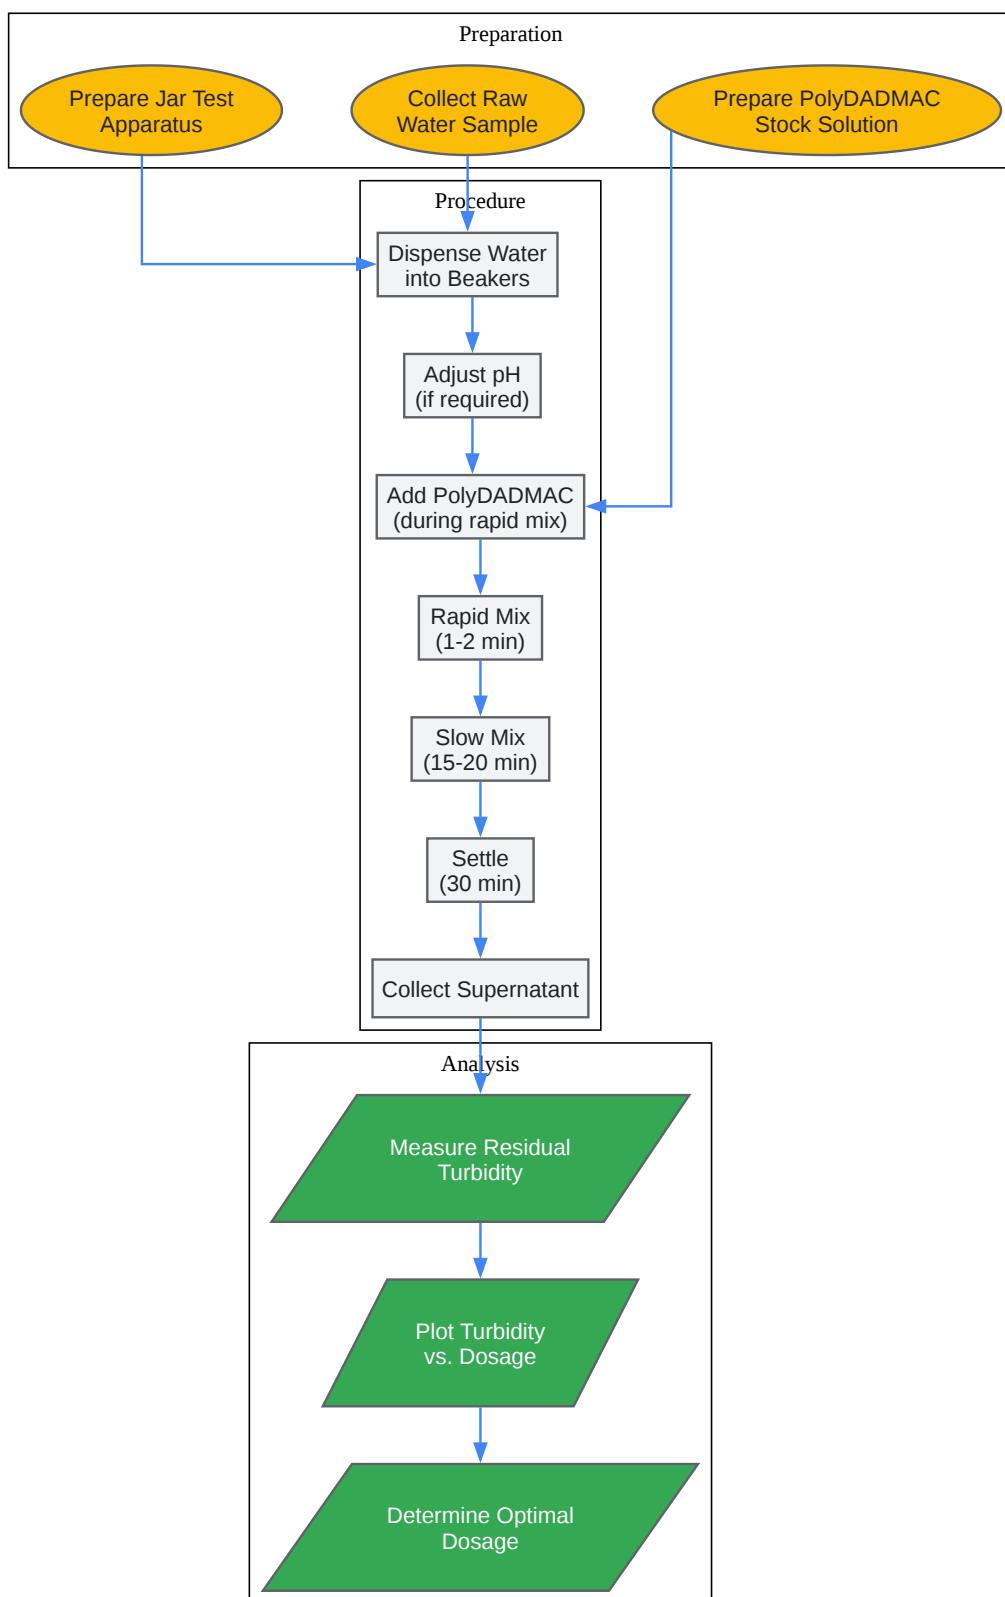 Preparation
Prepare Jar Test
Apparatus
Collect Raw
Water Sample
Prepare PolyDADMAC
Stock Solution
Procedure
Dispense Water
into Beakers
Adjust pH
(if required)
Add PolyDADMAC
(during rapid mix)
Rapid Mix
(1-2 min)
Slow Mix
(15-20 min)
Settle
(30 min)
Collect Supernatant
Analysis
Measure Residual
Turbidity
Plot Turbidity
vs. Dosage
Determine Optimal
Dosage